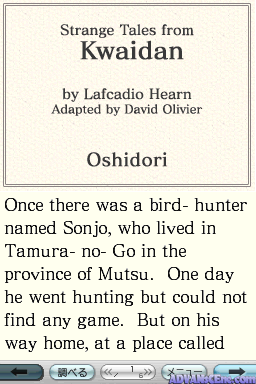 Strange Tales from
Kwaidan
by Lafcadio Hearn
Adapted by David Olivier
Oshidori
Once there was a bird- hunter
named Sonjo, who lived in
Tamura- no- Go in the
province of Mutsu. One day
he went hunting but could not
find any game. But on his
way home, at a place called
調べる 1/ メニュー
ADVANSCENE.COM